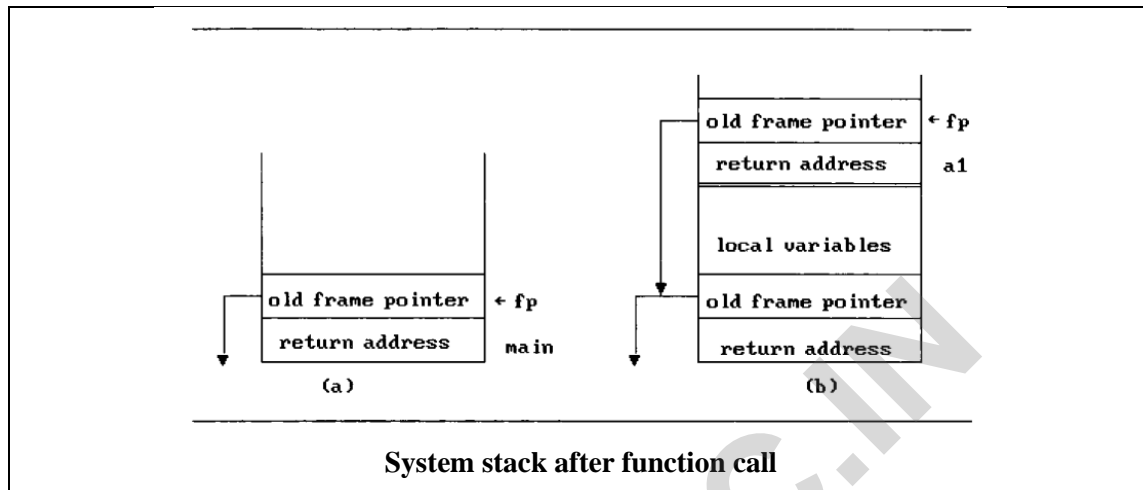 old frame pointer ← fp
return address main
(a)
old frame pointer ← fp
return address a1
local variables
old frame pointer
return address
(b)
System stack after function call
C.IN